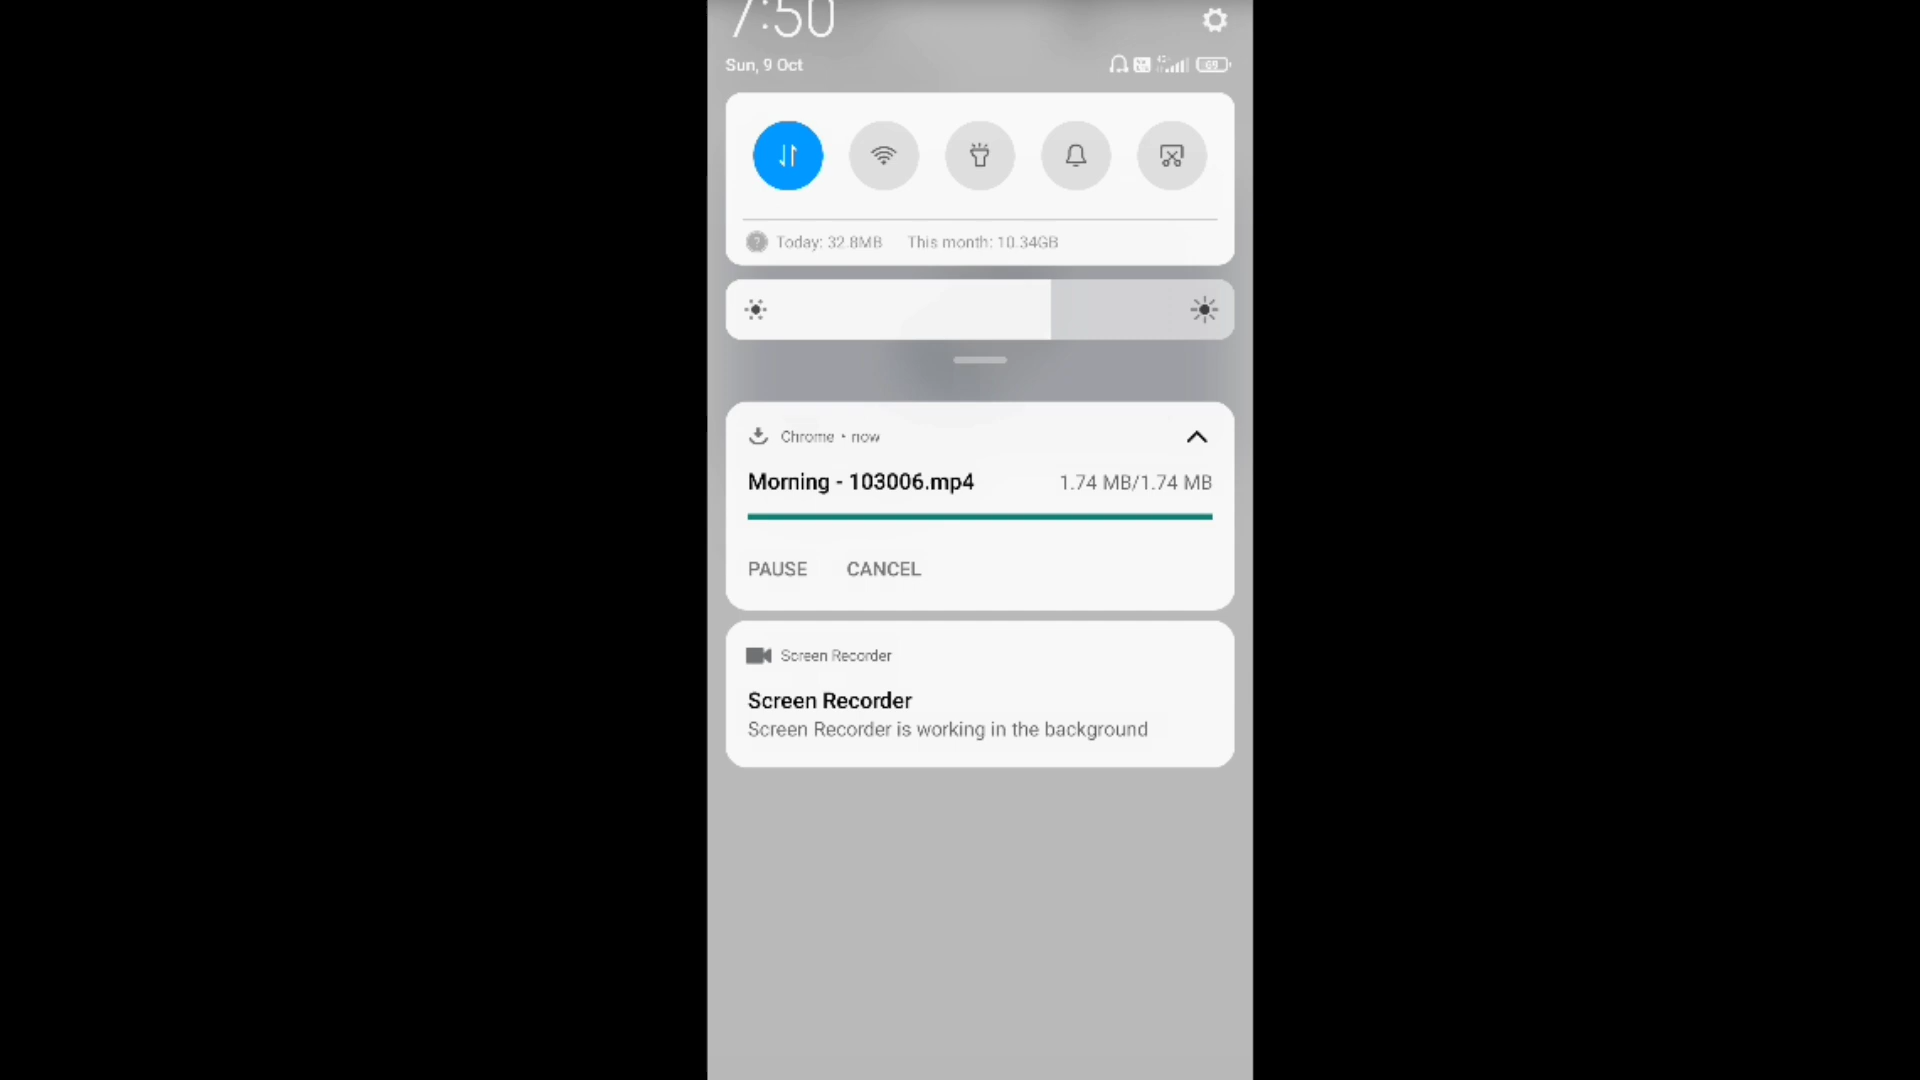 7:50
Sun, 9 Oct
69
Today: 32.8MB This month: 10.34GB
Chrome • now
Morning - 103006.mp4 1.74 MB/1.74 MB
PAUSE CANCEL
Screen Recorder
Screen Recorder
Screen Recorder is working in the background